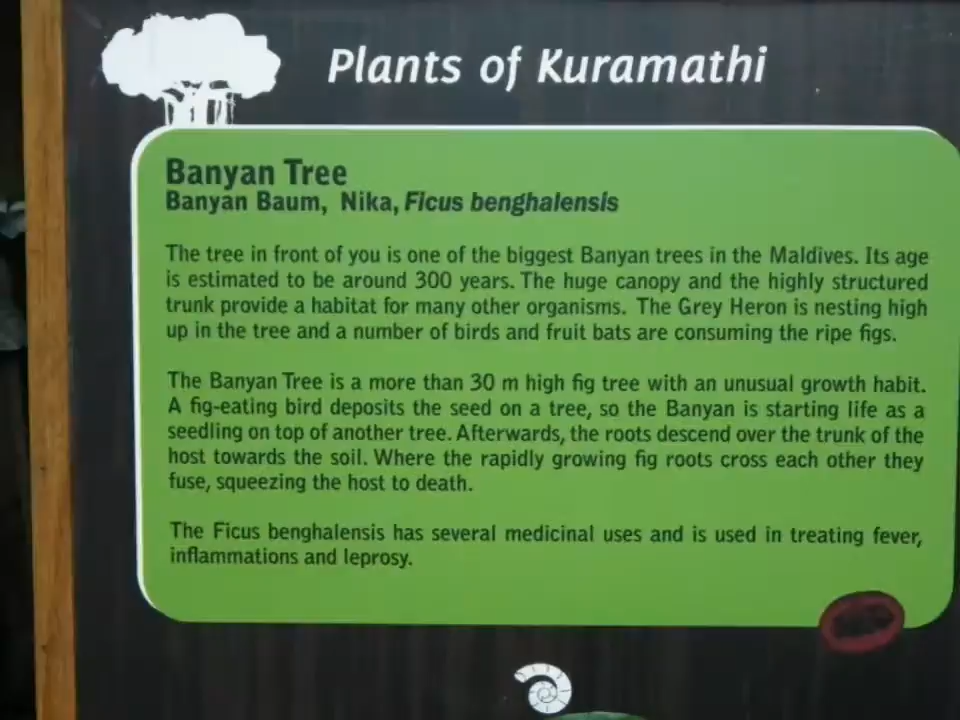 Plants of Kuramathi
Banyan Tree
Banyan Baum, Nika, Ficus benghalensis
The tree in front of you is one of the biggest Banyan trees in the Maldives. Its age
is estimated to be around 300 years. The huge canopy and the highly structured
trunk provide a habitat for many other organisms. The Grey Heron is nesting high
up in the tree and a number of birds and fruit bats are consuming the ripe figs.
The Banyan Tree is a more than 30 m high fig tree with an unusual growth habit.
A fig-eating bird deposits the seed on a tree, so the Banyan is starting life as a
seedling on top of another tree. Afterwards, the roots descend over the trunk of the
host towards the soil. Where the rapidly growing fig roots cross each other they
fuse, squeezing the host to death.
The Ficus benghalensis has several medicinal uses and is used in treating fever,
inflammations and leprosy.